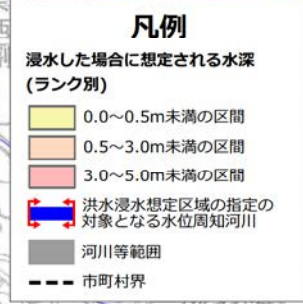 凡例
浸水した場合に想定される水深
(ランク別)
0.0～0.5m未満の区間
0.5～3.0m未満の区間
3.0～5.0m未満の区間
洪水浸水想定区域の指定の
対象となる水位周知河川
河川等範囲
市町村界